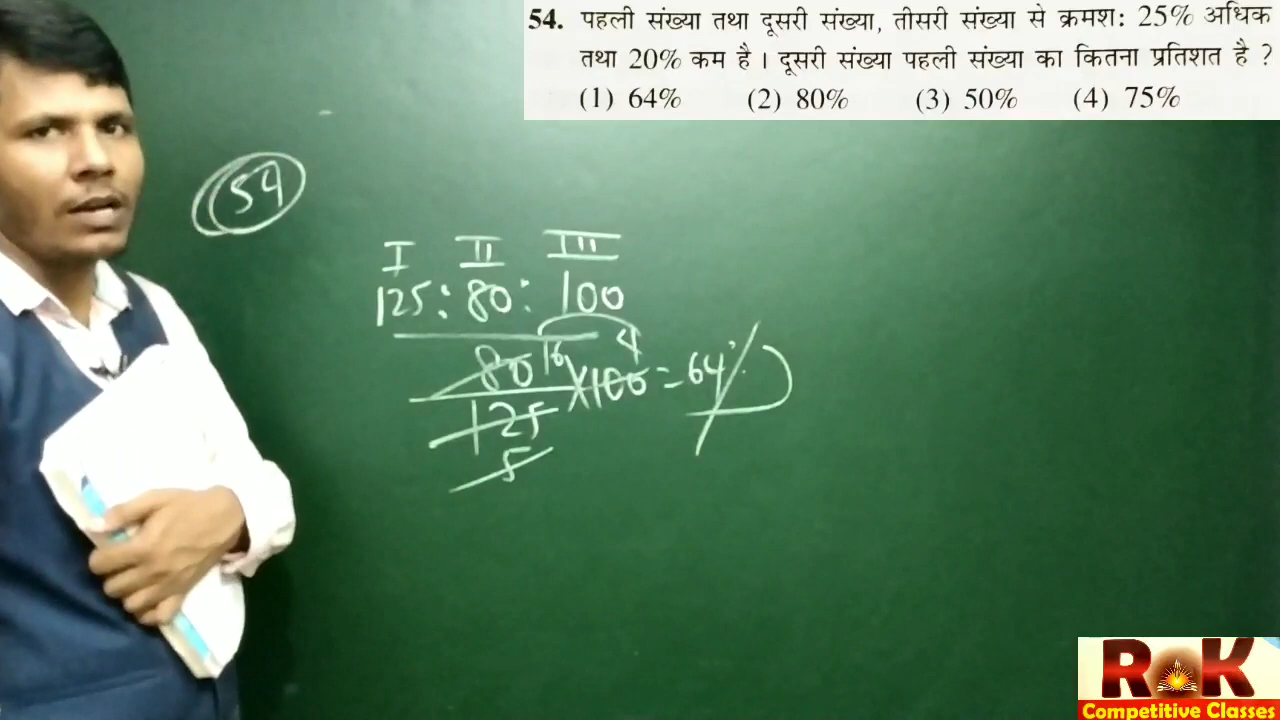 54. पहली संख्या तथा दूसरी संख्या, तीसरी संख्या से क्रमश: 25% अधिक
तथा 20% कम है । दूसरी संख्या पहली संख्या का कितना प्रतिशत है ?
(1) 64% (2) 80% (3) 50% (4) 75%
54
I II III
125 : 80 : 100
80 16 4
125 ×100 = 64%
5
ROK
Competitive Classes